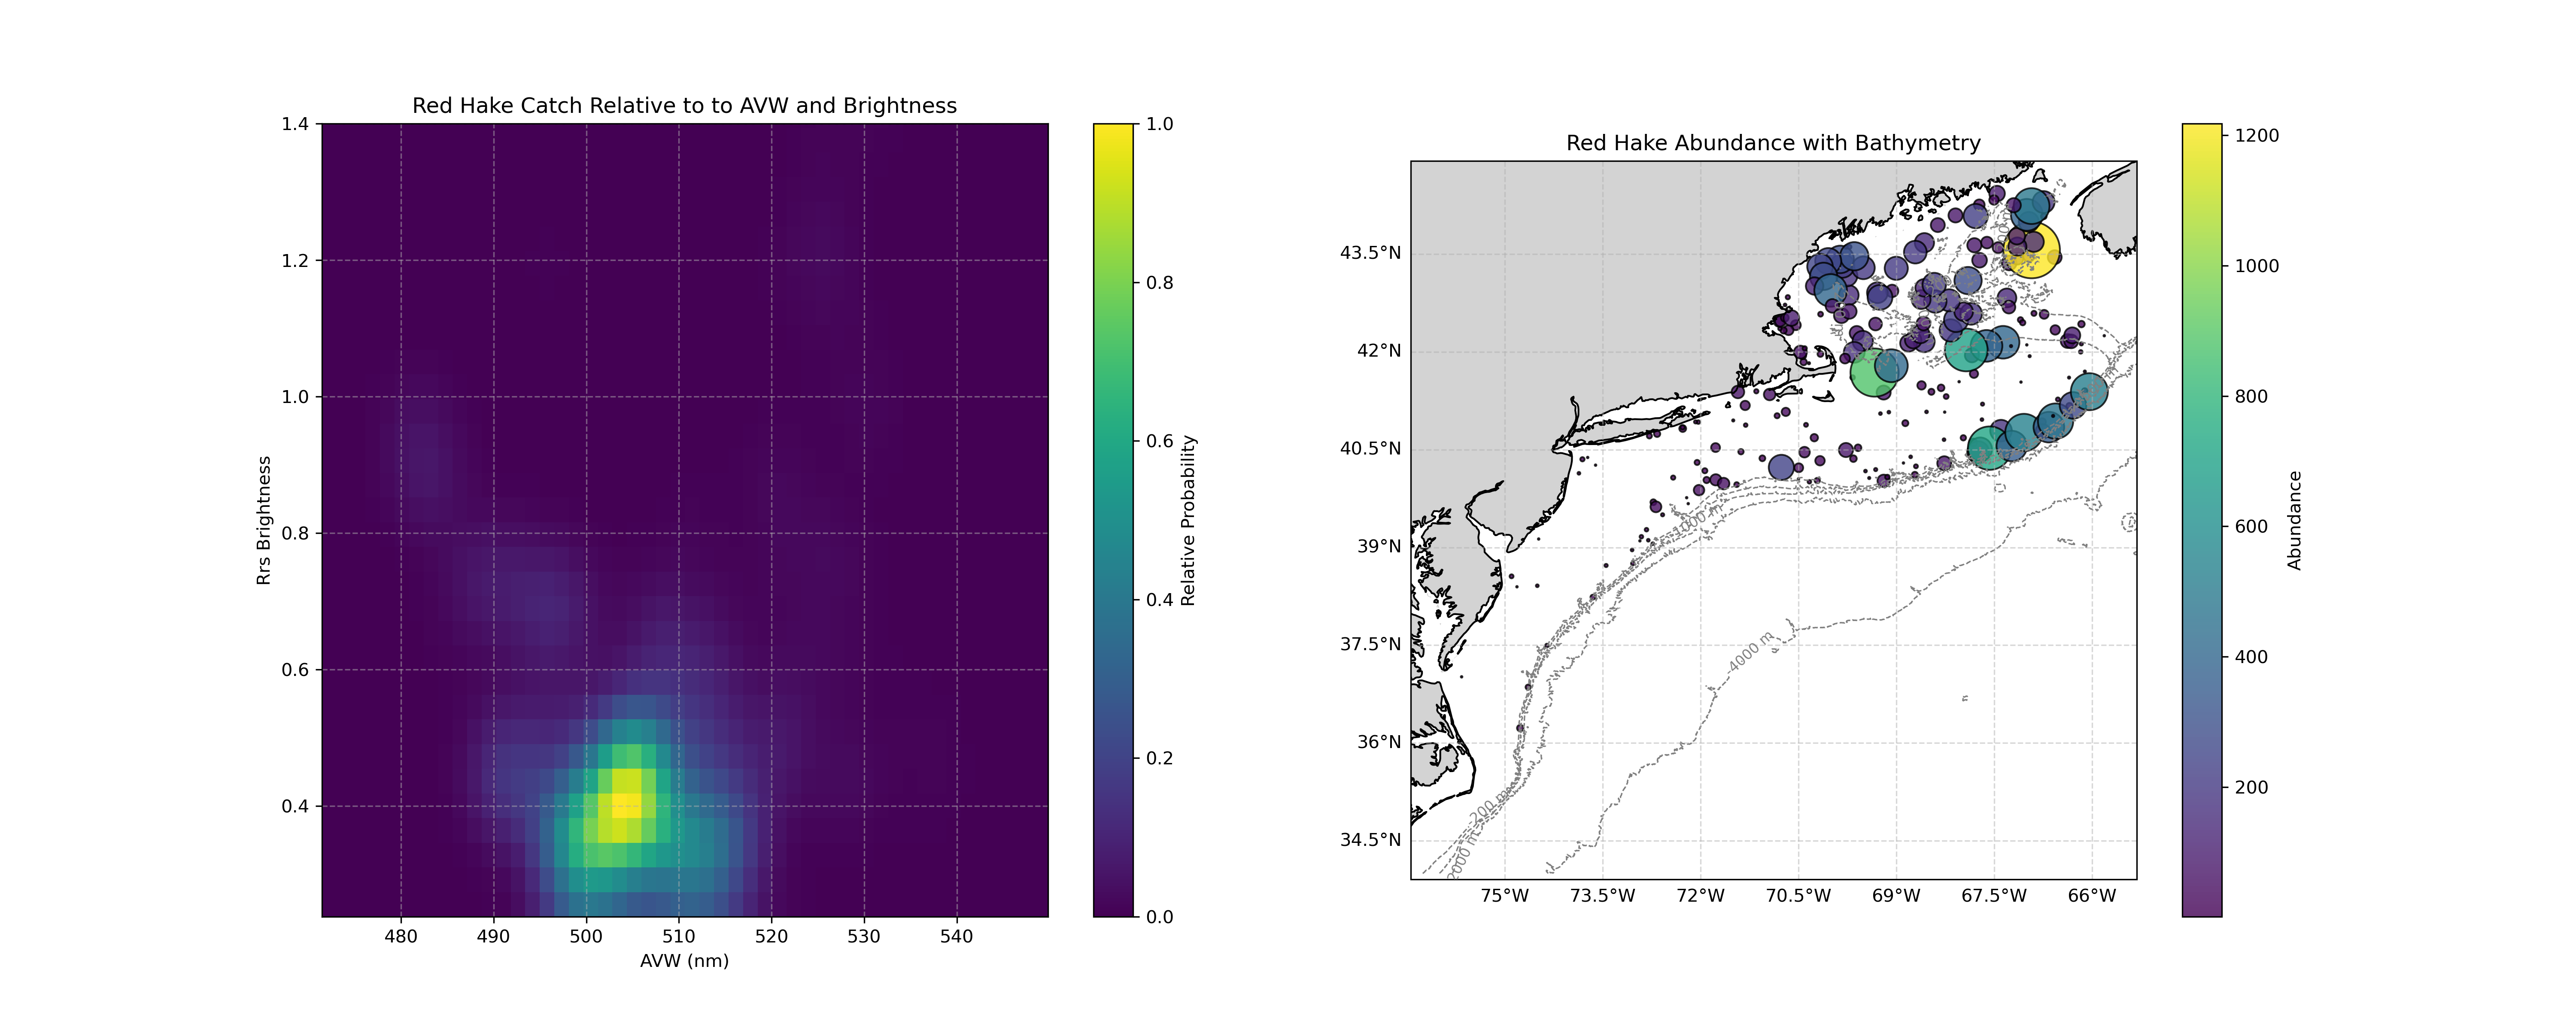 Red Hake Catch Relative to to AVW and Brightness
1.4
1.2
1.0
0.8
0.6
0.4
Rrs Brightness
480 490 500 510 520 530 540
AVW (nm)
1.0
0.8
0.6
0.4
0.2
0.0
Relative Probability
Red Hake Abundance with Bathymetry
43.5°N
42°N
40.5°N
39°N
37.5°N
36°N
34.5°N
75°W 73.5°W 72°W 70.5°W 69°W 67.5°W 66°W
-1000 m
-4000 m
-200 m
1200
1000
800
600
400
200
Abundance